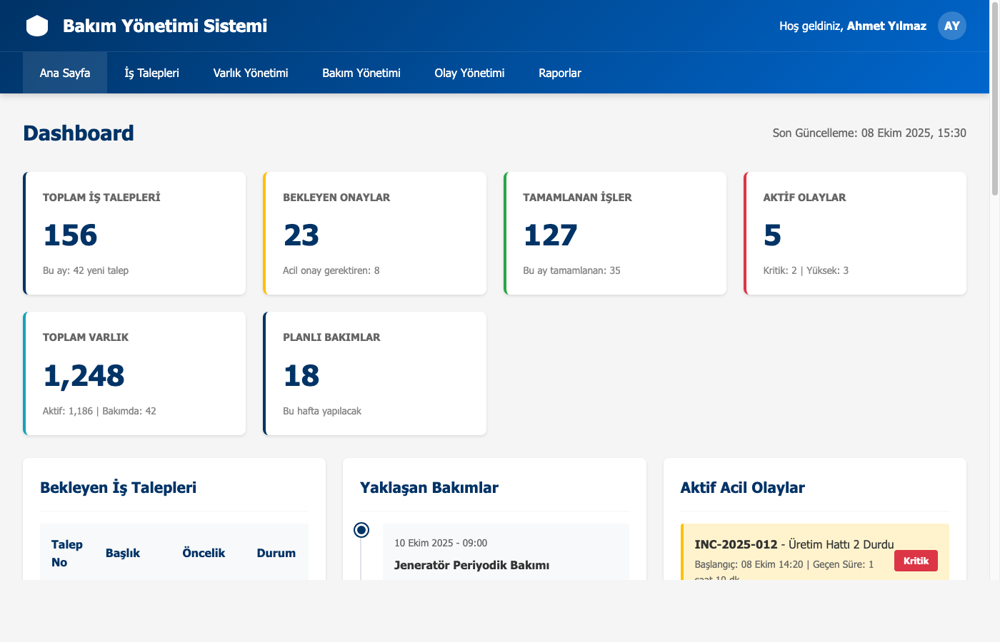 Bakım Yönetimi Sistemi
Hoş geldiniz, Ahmet Yılmaz
AY
Ana Sayfa
İş Talepleri
Varlık Yönetimi
Bakım Yönetimi
Olay Yönetimi
Raporlar
Dashboard
Son Güncelleme: 08 Ekim 2025, 15:30
TOPLAM İŞ TALEPLERİ
156
Bu ay: 42 yeni talep
BEKLEYEN ONAYLAR
23
Acil onay gerektiren: 8
TAMAMLANAN İŞLER
127
Bu ay tamamlanan: 35
AKTİF OLAYLAR
5
Kritik: 2 | Yüksek: 3
TOPLAM VARLIK
1,248
Aktif: 1,186 | Bakımda: 42
PLANLI BAKIMLAR
18
Bu hafta yapılacak
Bekleyen İş Talepleri
Talep
No
Başlık
Öncelik
Durum
Yaklaşan Bakımlar
10 Ekim 2025 - 09:00
Jeneratör Periyodik Bakımı
Aktif Acil Olaylar
INC-2025-012 - Üretim Hattı 2 Durdu
Başlangıç: 08 Ekim 14:20 | Geçen Süre: 1
saat 10 dk
Kritik